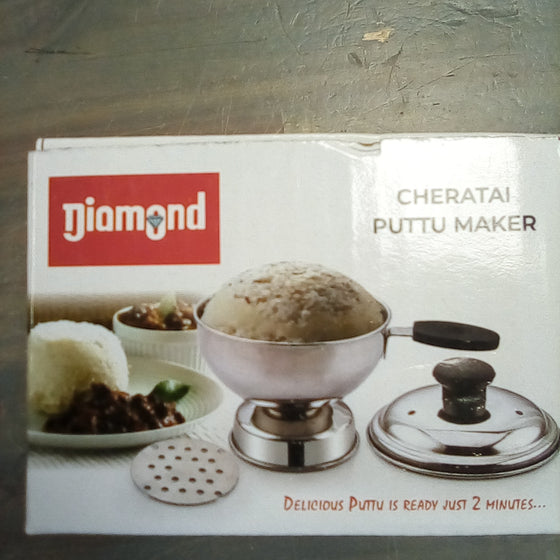 Diamond
CHERATAI
PUTTU MAKER
DELICIOUS PUTTU IS READY JUST 2 MINUTES...